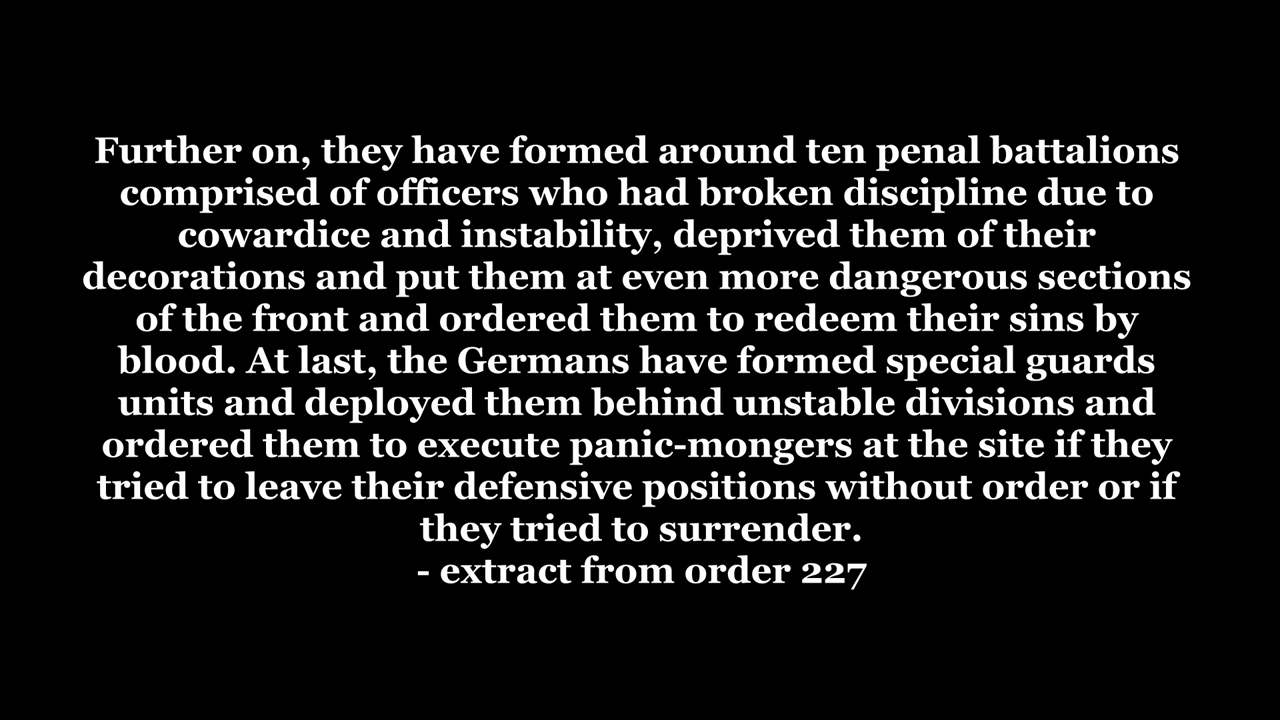 Further on, they have formed around ten penal battalions
comprised of officers who had broken discipline due to
cowardice and instability, deprived them of their
decorations and put them at even more dangerous sections
of the front and ordered them to redeem their sins by
blood. At last, the Germans have formed special guards
units and deployed them behind unstable divisions and
ordered them to execute panic-mongers at the site if they
tried to leave their defensive positions without order or if
they tried to surrender.
- extract from order 227